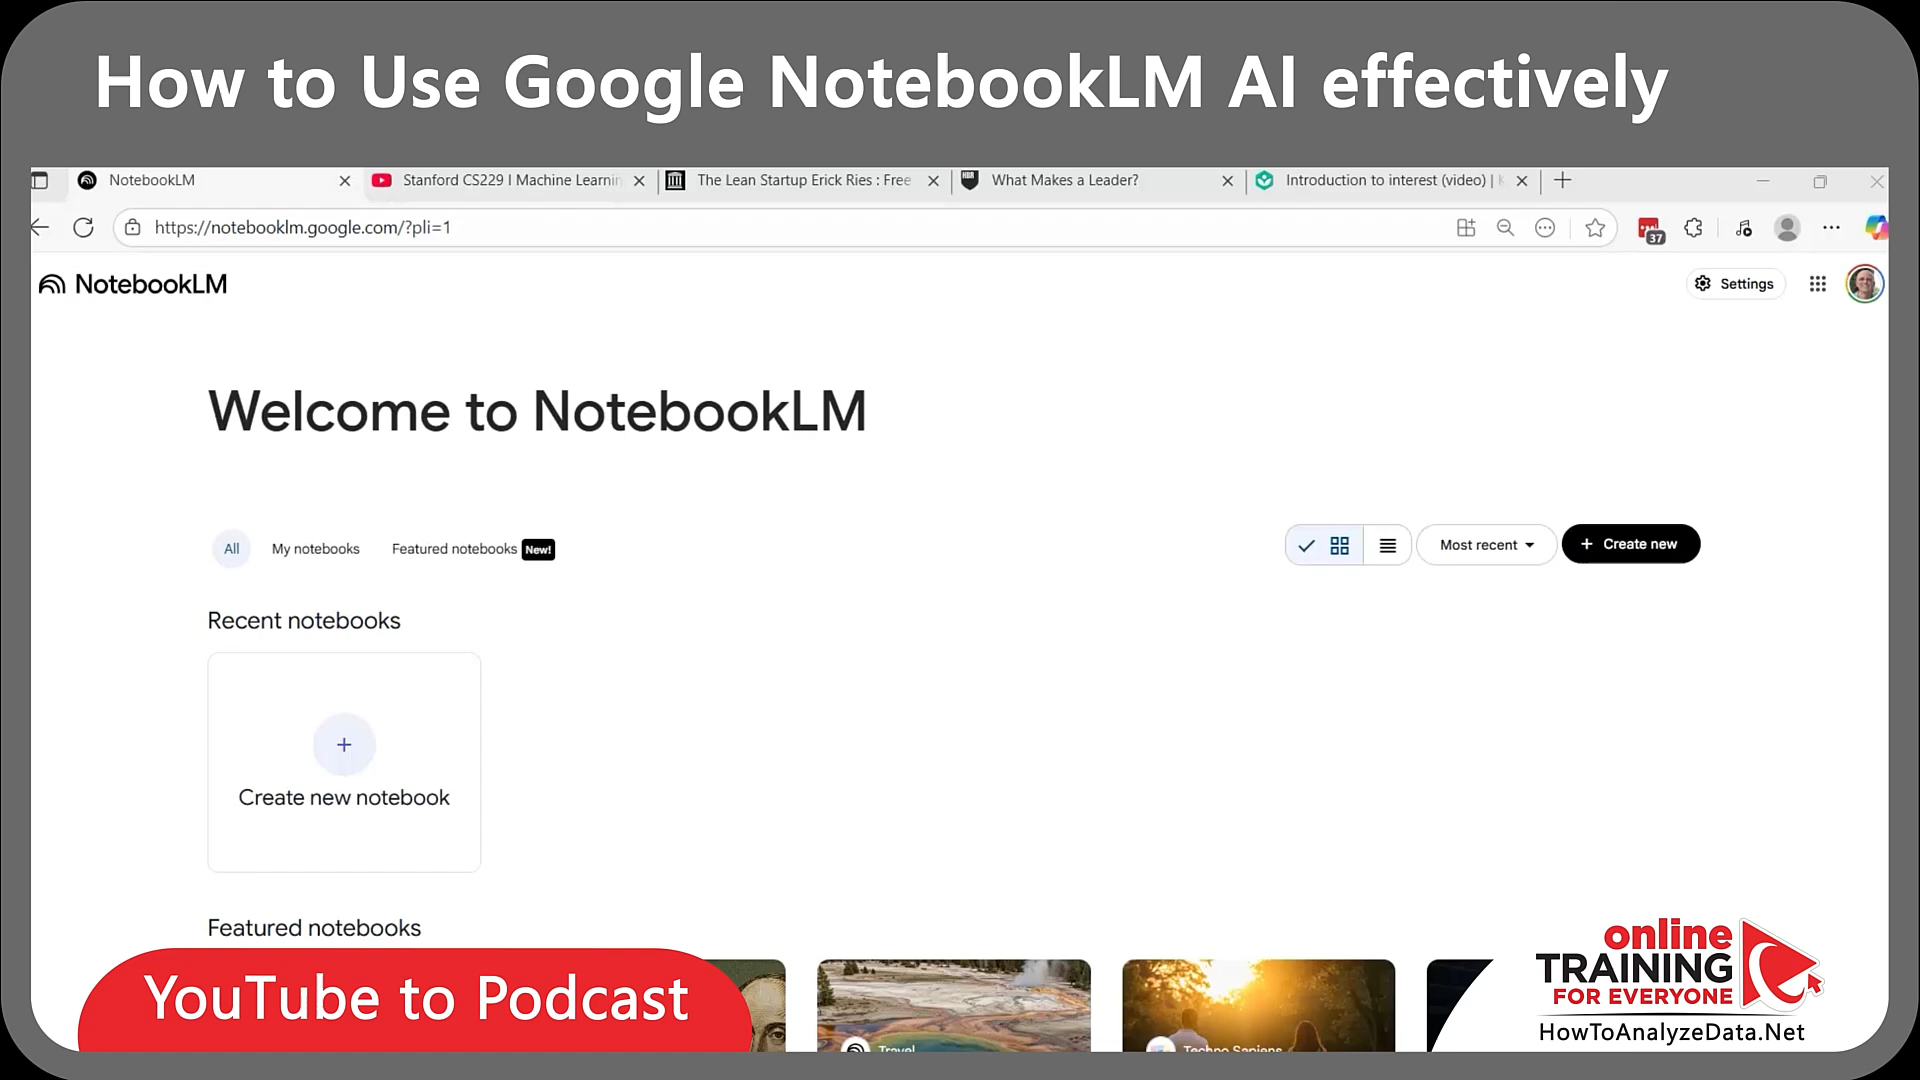 How to Use Google NotebookLM AI effectively
NotebookLM
Stanford CS229 I Machine Learnin
The Lean Startup Erick Ries : Free
What Makes a Leader?
Introduction to interest (video) |
https://notebooklm.google.com/?pli=1
37
NotebookLM
Settings
Welcome to NotebookLM
All
My notebooks
Featured notebooks
New!
Most recent
Create new
Recent notebooks
Create new notebook
Featured notebooks
YouTube to Podcast
Travel
Techno Sapiens
online
TRAINING
FOR EVERYONE
HowToAnalyzeData.Net
HBR